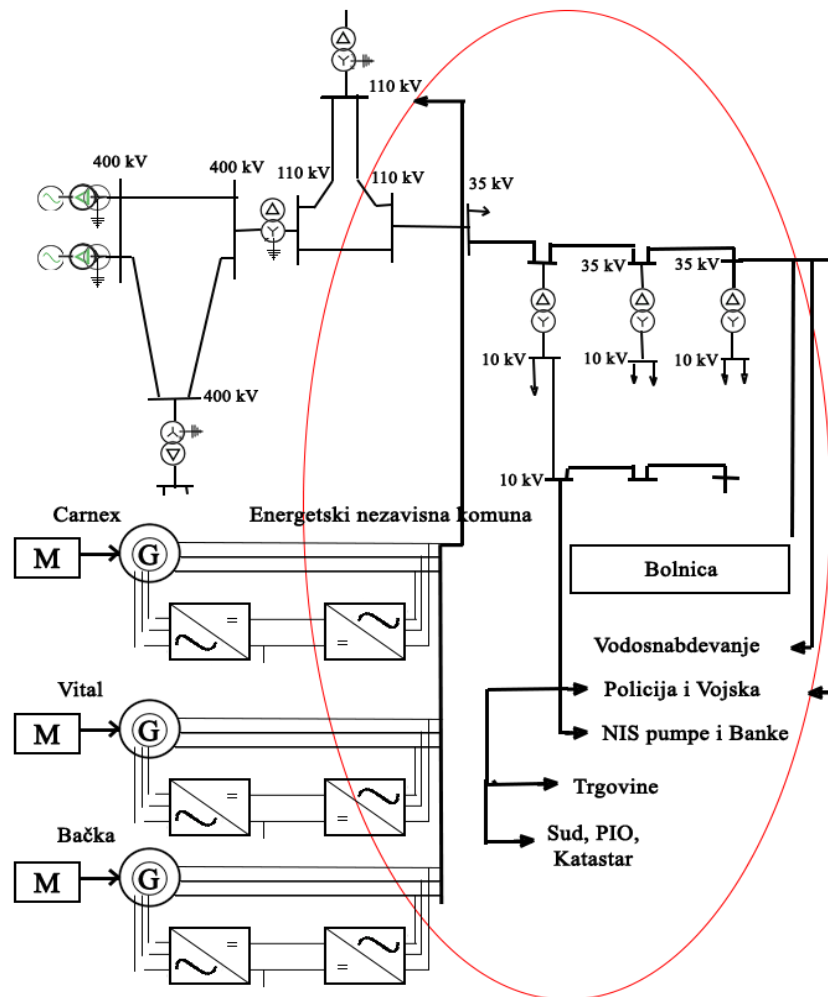 110 kV
400 kV
400 kV
110 kV
110 kV
35 kV
35 kV
35 kV
10 kV
10 kV
10 kV
400 kV
10 kV
Carnex
Energetski nezavisna komuna
M
G
=
=
Bolnica
Vodosnabdevanje
Vital
Policija i Vojska
M
G
NIS pumpe i Banke
=
=
Trgovine
Bačka
Sud, PIO,
Katastar
M
G
=
=